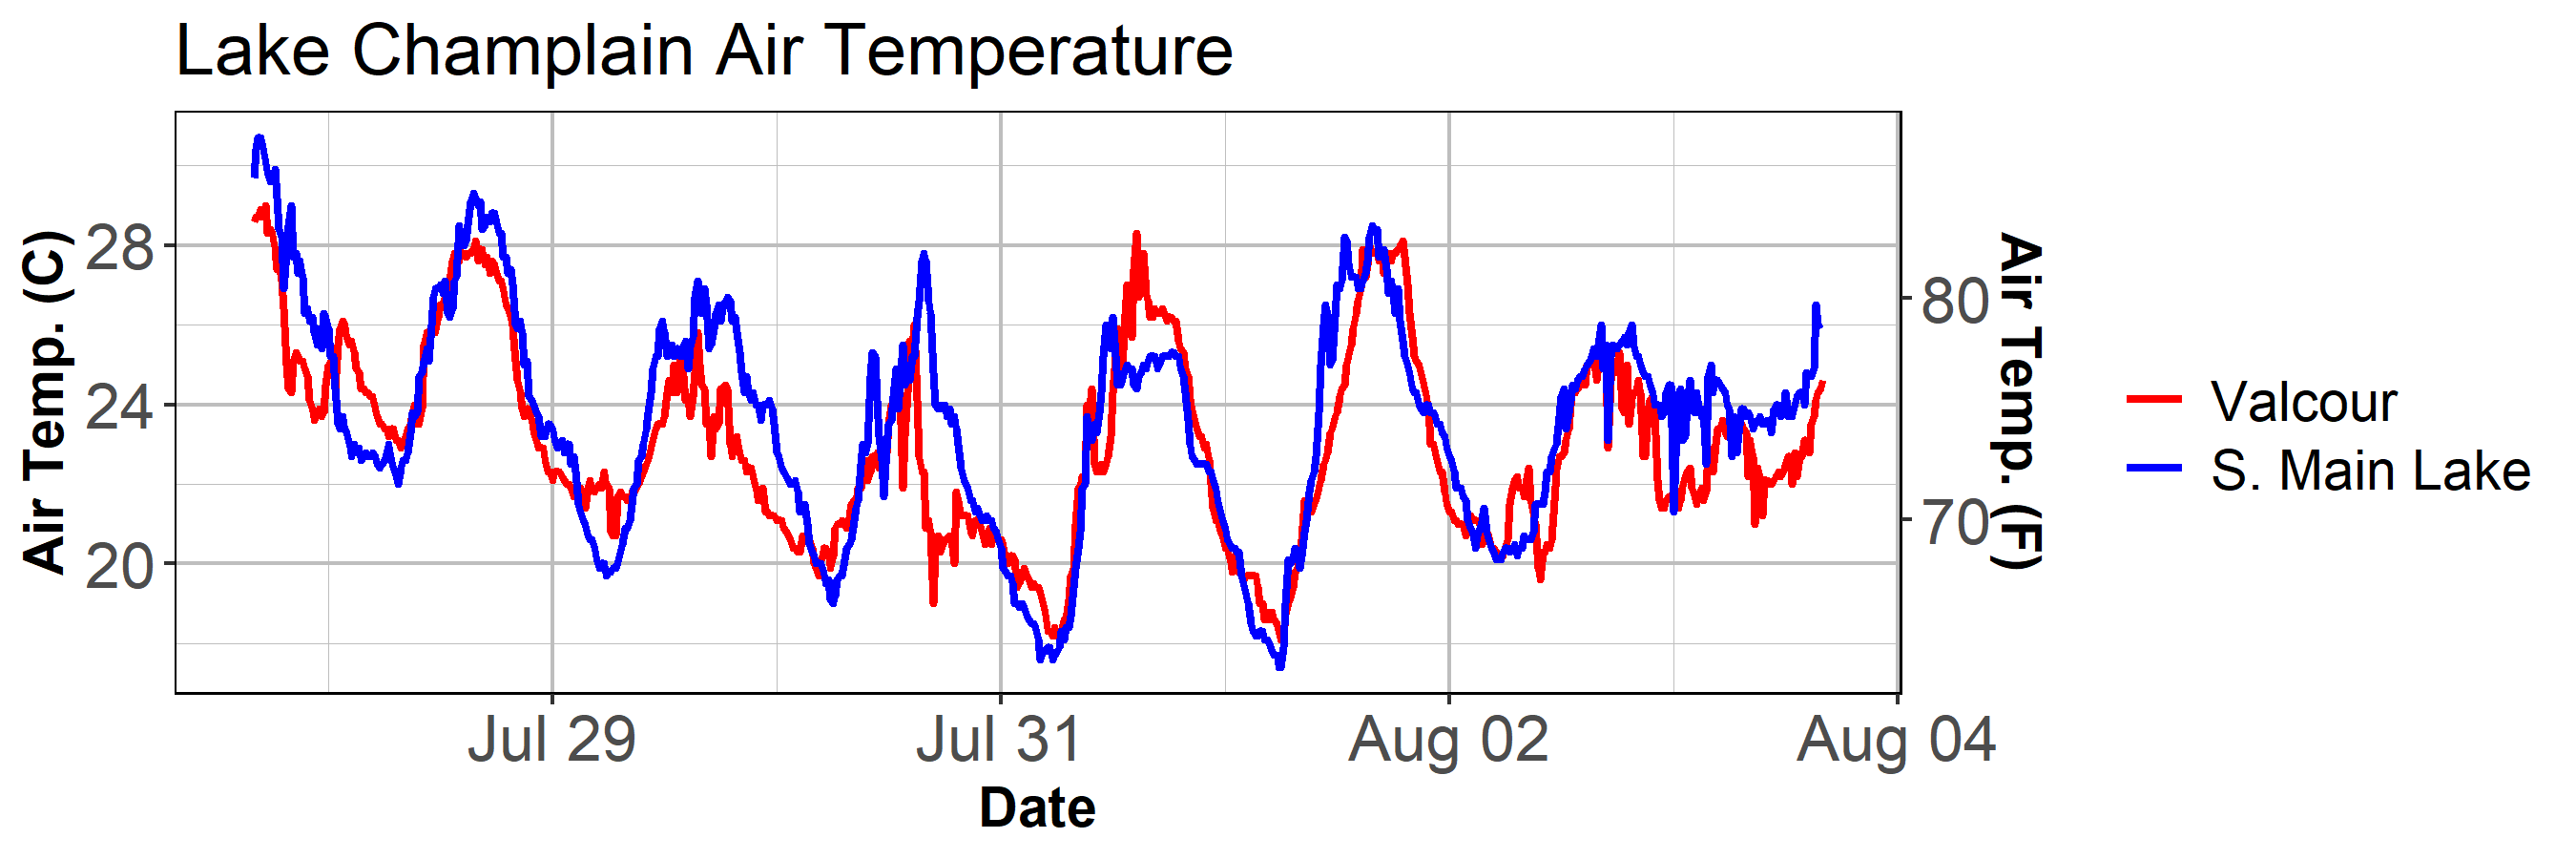 Lake Champlain Air Temperature
Air Temp. (C)
28
24
20
80
70
Air Temp. (F)
Jul 29
Jul 31
Aug 02
Aug 04
Date
Valcour
S. Main Lake